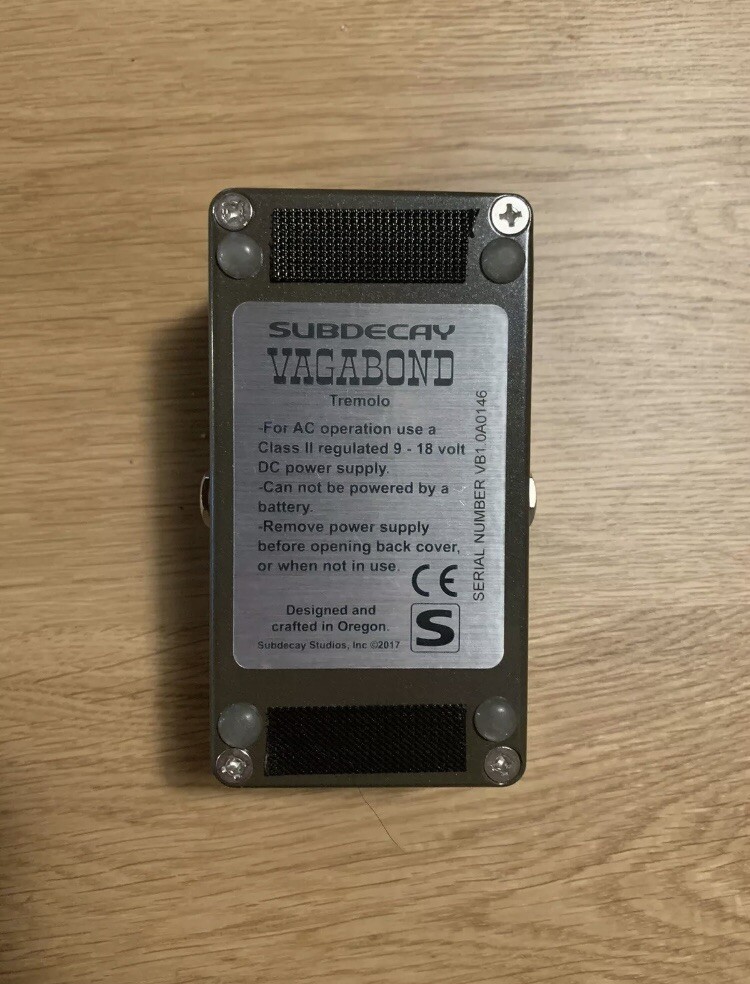 SUBDECAY
VAGABOND
Tremolo
-For AC operation use a
Class II regulated 9 - 18 volt
DC power supply.
-Can not be powered by a
battery.
-Remove power supply
before opening back cover,
or when not in use.
CE
Designed and
crafted in Oregon.
Subdecay Studios, Inc ©2017
S
SERIAL NUMBER VB1.0A0146